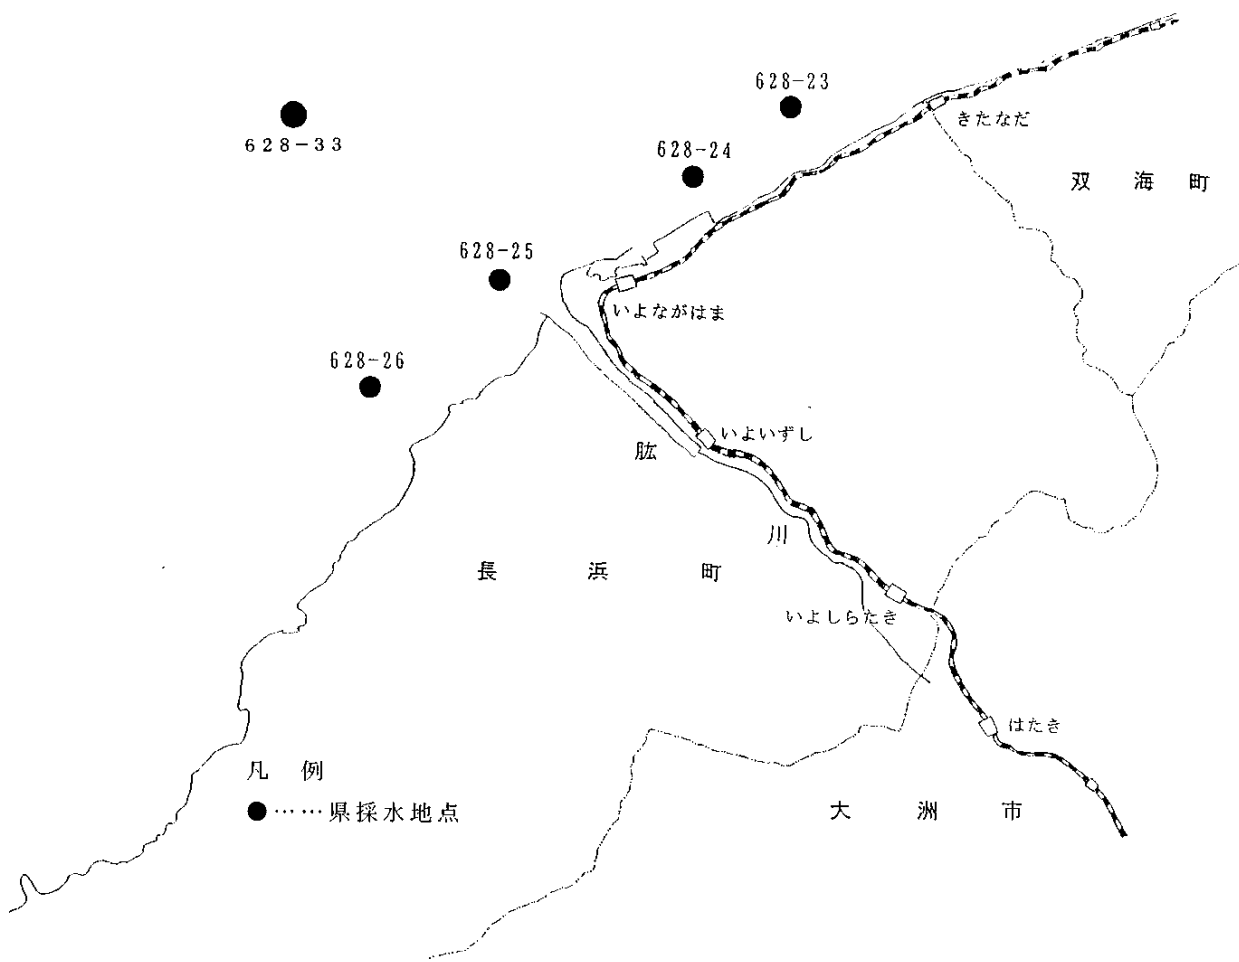 628-23
628-33
きたなだ
628-24
双海町
628-25
いよながはま
628-26
いよいずし
肱川
長浜町
いよしらたき
はたき
凡例
●……県採水地点
大洲市